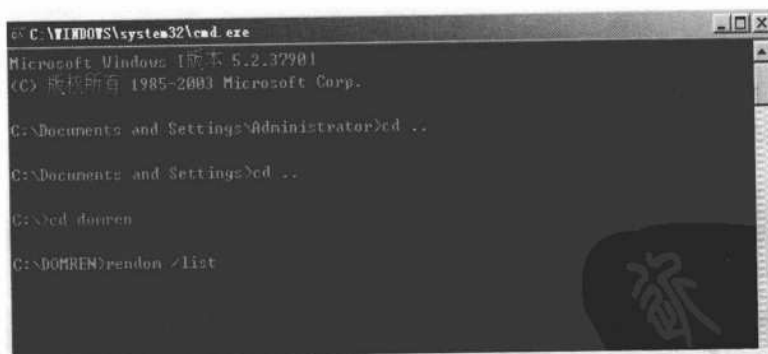 C:\WINDOWS\system32\cmd.exe
Microsoft Windows [版本 5.2.3790]
(C) 版权所有 1985-2003 Microsoft Corp.
C:\Documents and Settings\Administrator>cd ..
C:\Documents and Settings>cd ..
C:\>cd domren
C:\DOMREN>rendom /list